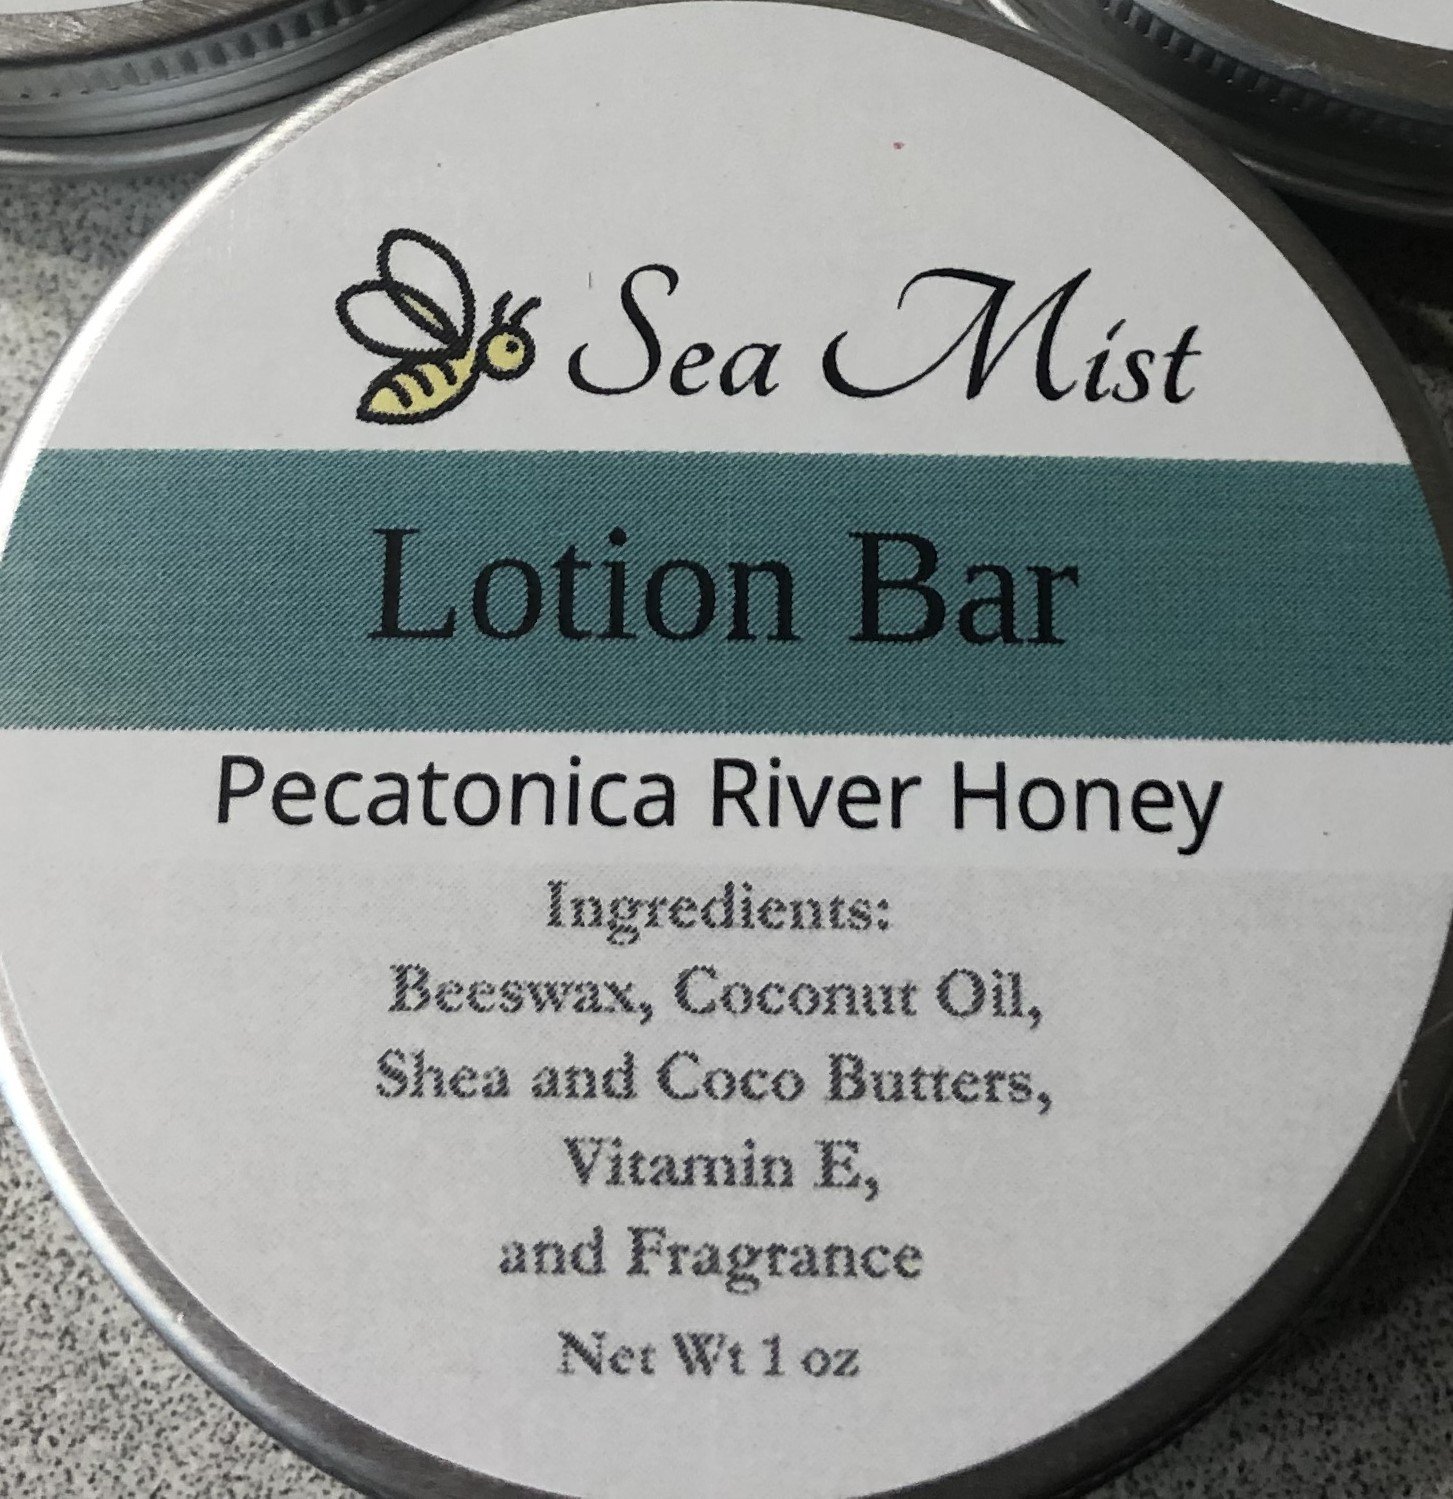 Sea Mist
Lotion Bar
Pecatonica River Honey
Ingredients:
Beeswax, Coconut Oil,
Shea and Coco Butters,
Vitamin E,
and Fragrance
Net Wt 1 oz